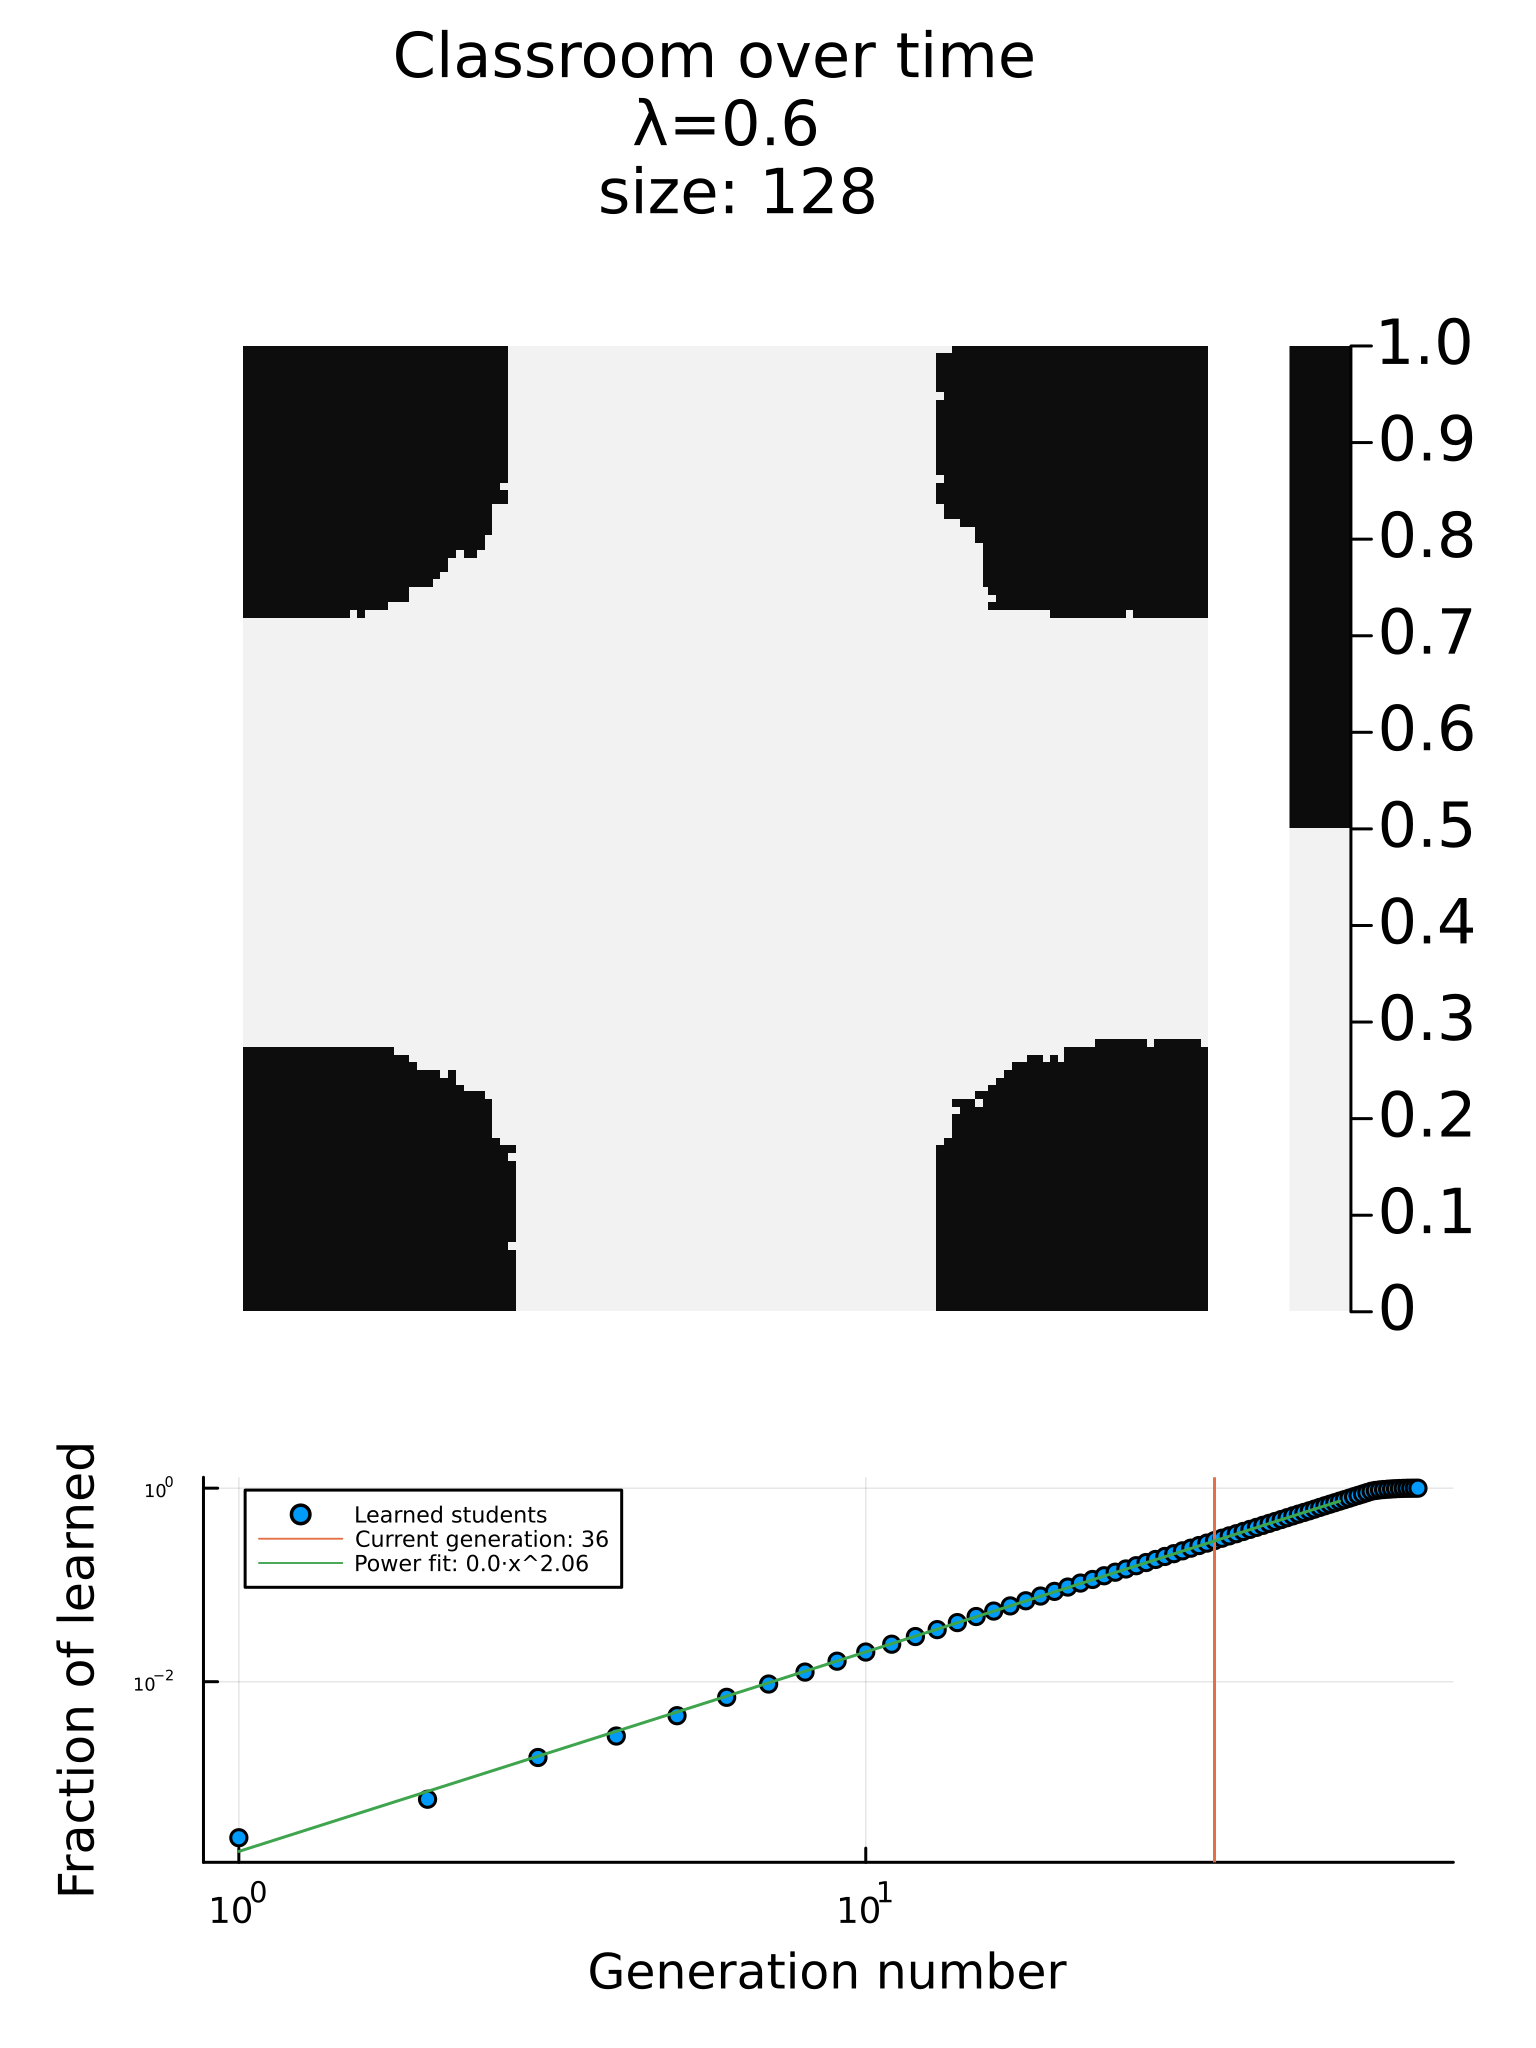 Classroom over time
λ=0.6
size: 128
1.0
0.9
0.8
0.7
0.6
0.5
0.4
0.3
0.2
0.1
0
Fraction of learned
10⁰
10⁻²
Learned students
Current generation: 36
Power fit: 0.0·x^2.06
10⁰
10¹
Generation number